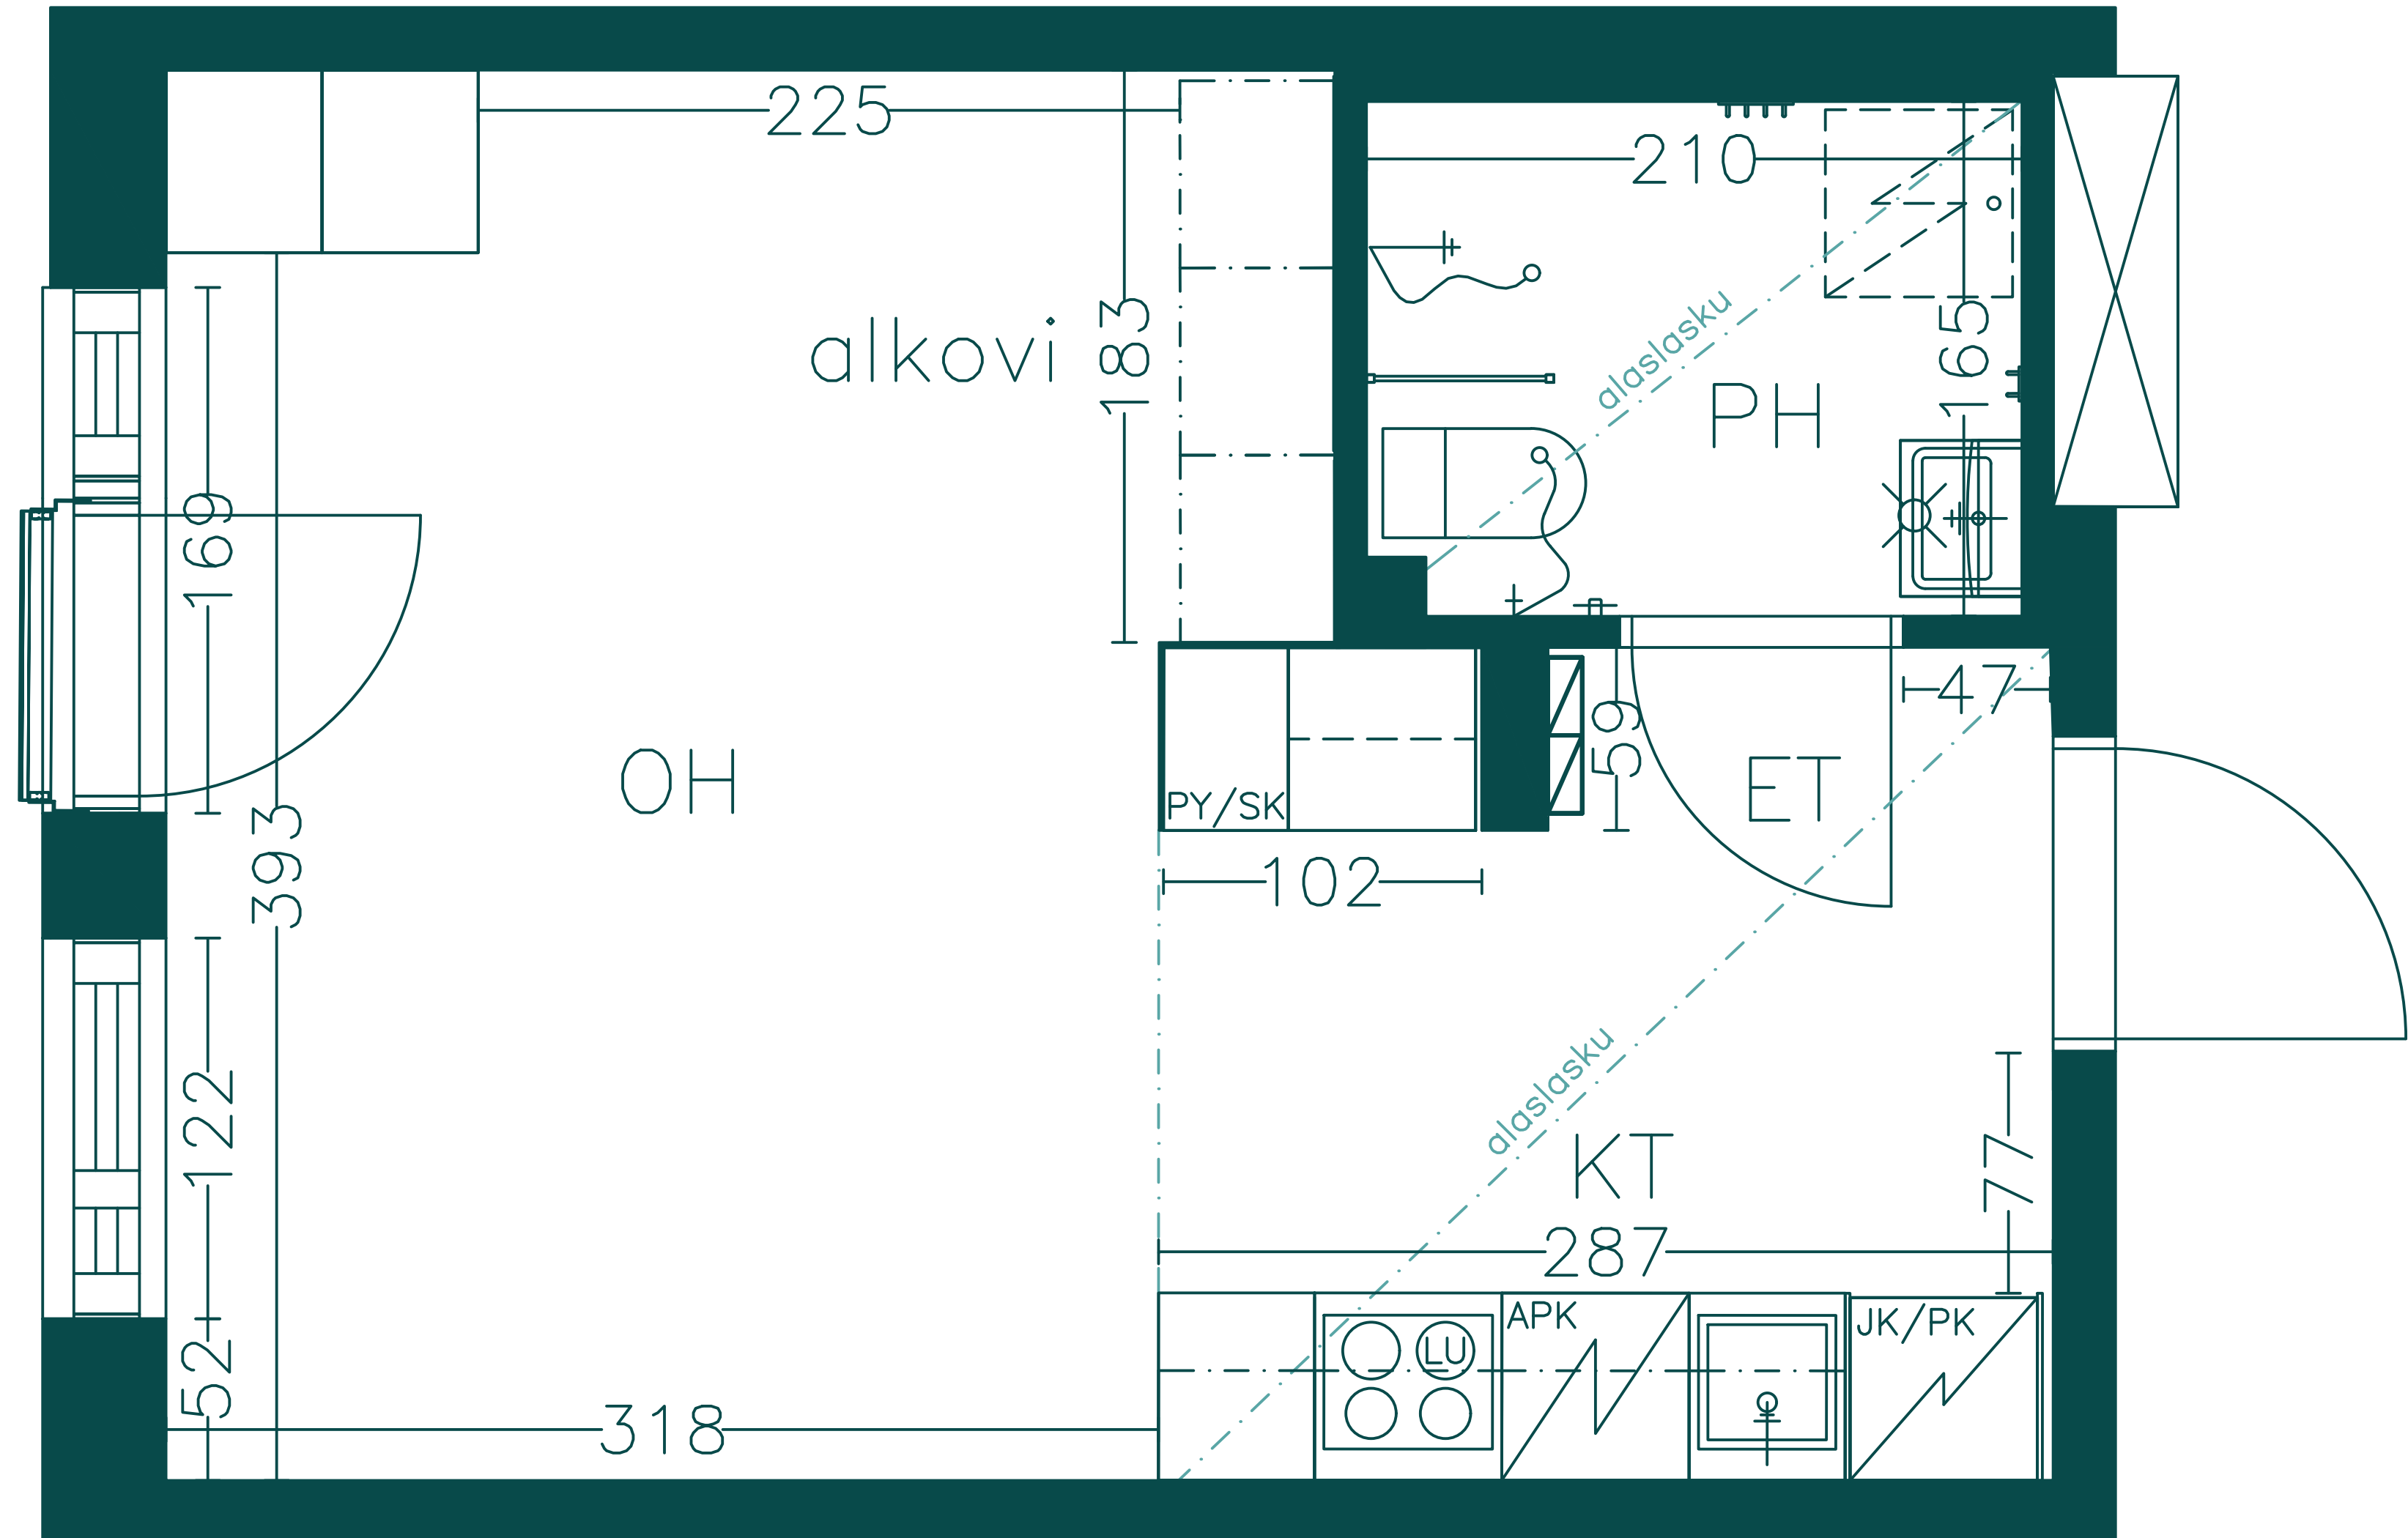 225
210
183
alkovi
165
alaslasku
PH
169
47
59
ET
OH
PY/SK
393
102
122
alaslasku
KT
77
287
APK
JK/PK
LU
52
318